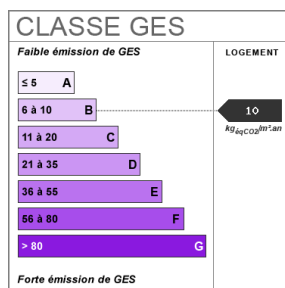 CLASSE GES
Faible émission de GES
LOGEMENT
≤ 5 A
6 à 10 B
10
kgéqCO2/m².an
11 à 20 C
21 à 35 D
36 à 55 E
56 à 80 F
> 80 G
Forte émission de GES